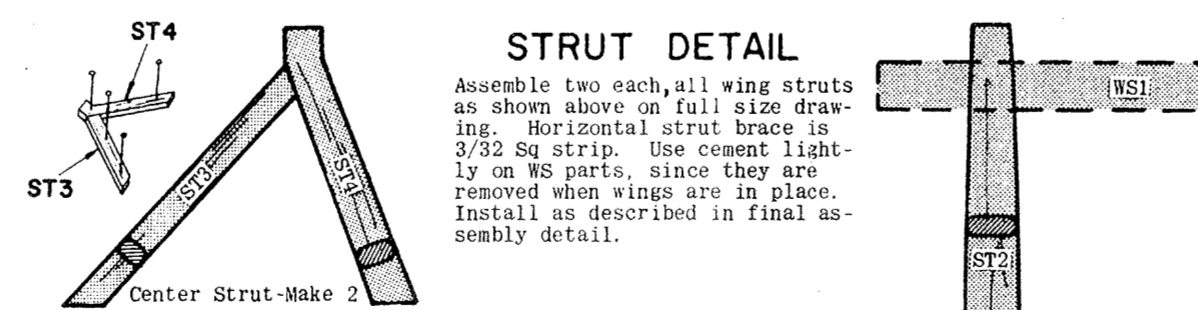 ST4
ST3
ST3
ST4
Center Strut-Make 2
STRUT DETAIL
Assemble two each, all wing struts
as shown above on full size draw-
ing. Horizontal strut brace is
3/32 Sq strip. Use cement light-
ly on WS parts, since they are
removed when wings are in place.
Install as described in final as-
sembly detail.
WS1
ST2